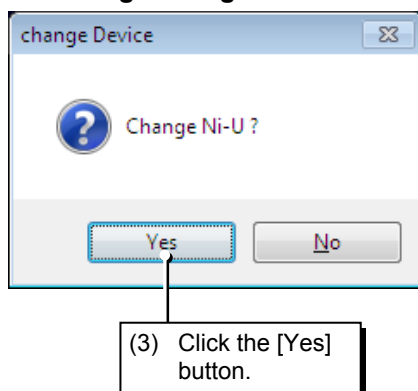 change Device
Change Ni-U ?
Yes
No
(3) Click the [Yes]
button.